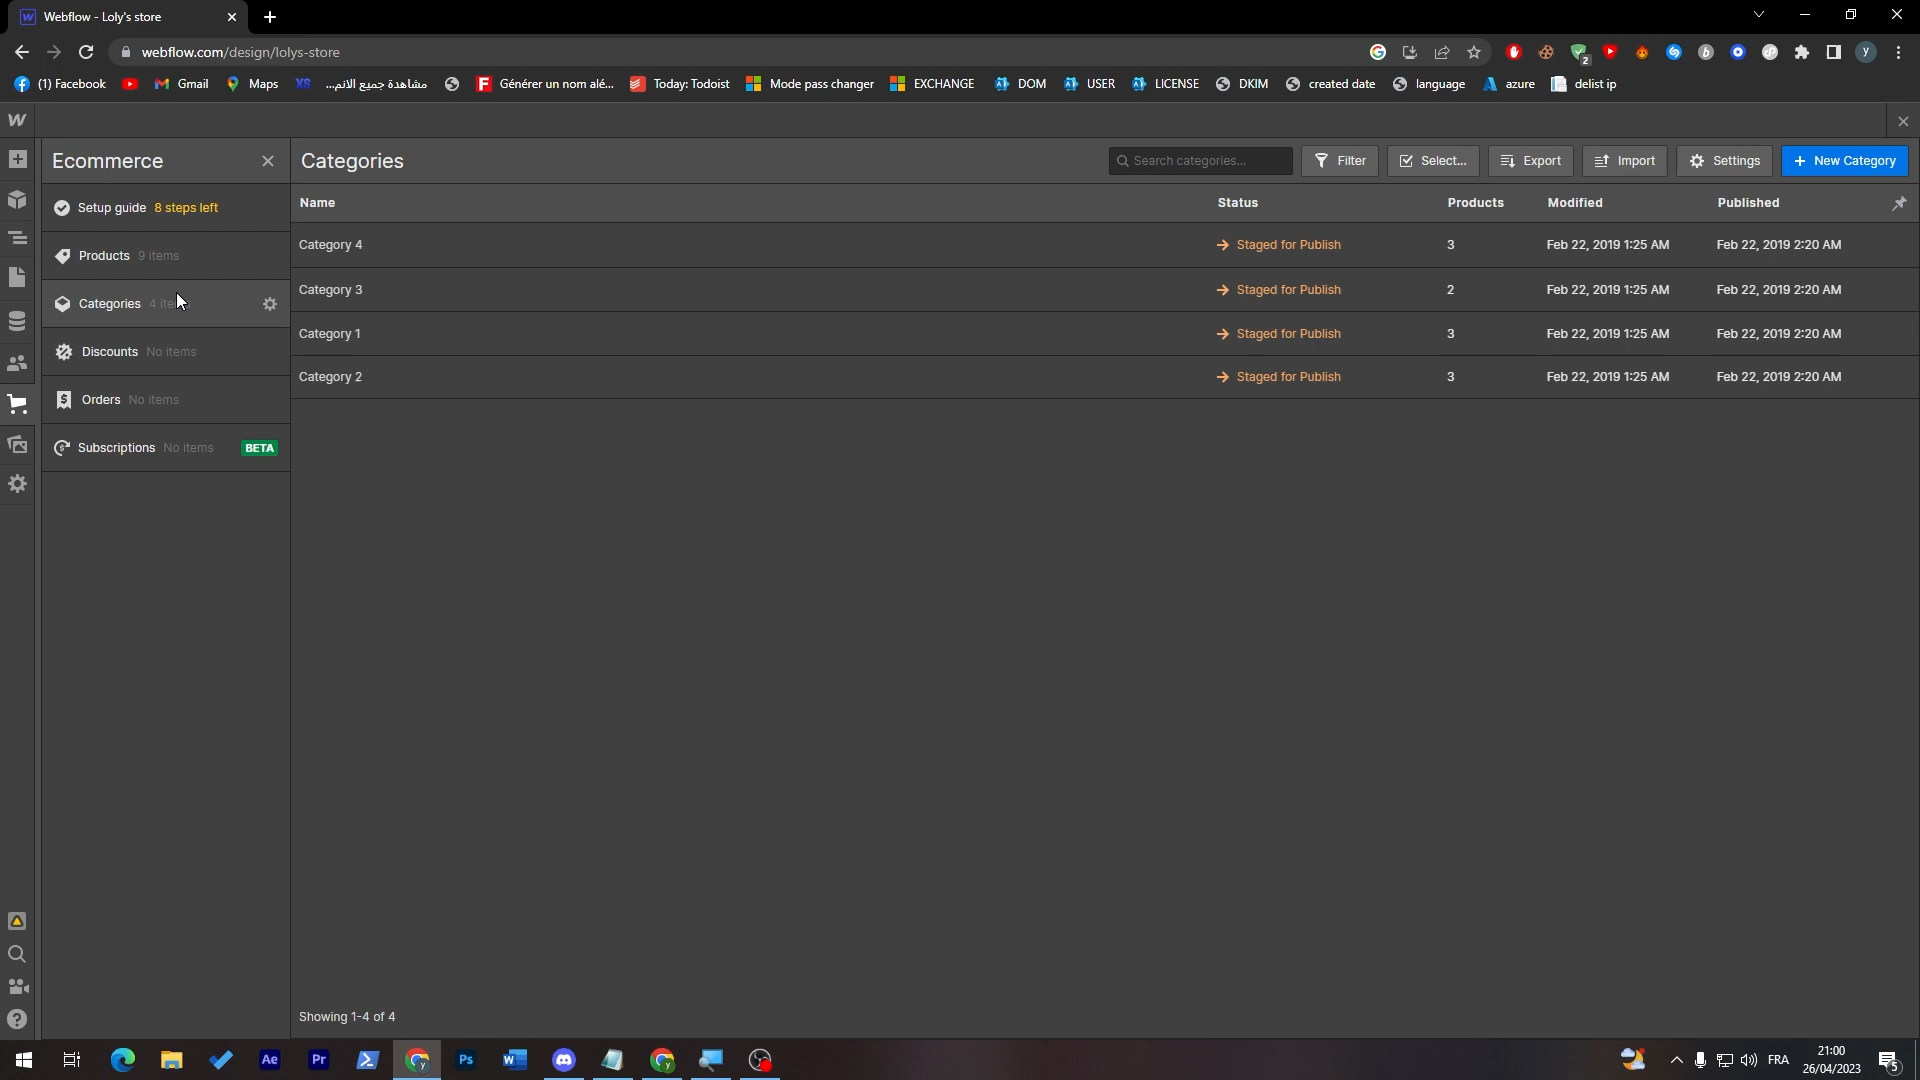 Webflow - Loly's store
webflow.com/design/lolys-store
2
y
(1) Facebook
Gmail
Maps
XS
مشاهدة جميع الانم...
Générer un nom alé...
Today: Todoist
Mode pass changer
EXCHANGE
DOM
USER
LICENSE
DKIM
created date
language
azure
delist ip
Ecommerce
Categories
Search categories...
Filter
Select...
Export
Import
Settings
+ New Category
Setup guide 8 steps left
Products 9 items
Categories 4
Discounts No items
Orders No items
Subscriptions No items BETA
Name Status Products Modified Published
Category 4 Staged for Publish 3 Feb 22, 2019 1:25 AM Feb 22, 2019 2:20 AM
Category 3 Staged for Publish 2 Feb 22, 2019 1:25 AM Feb 22, 2019 2:20 AM
Category 1 Staged for Publish 3 Feb 22, 2019 1:25 AM Feb 22, 2019 2:20 AM
Category 2 Staged for Publish 3 Feb 22, 2019 1:25 AM Feb 22, 2019 2:20 AM
Showing 1-4 of 4
Ae
Pr
Ps
FRA
21:00
26/04/2023
5